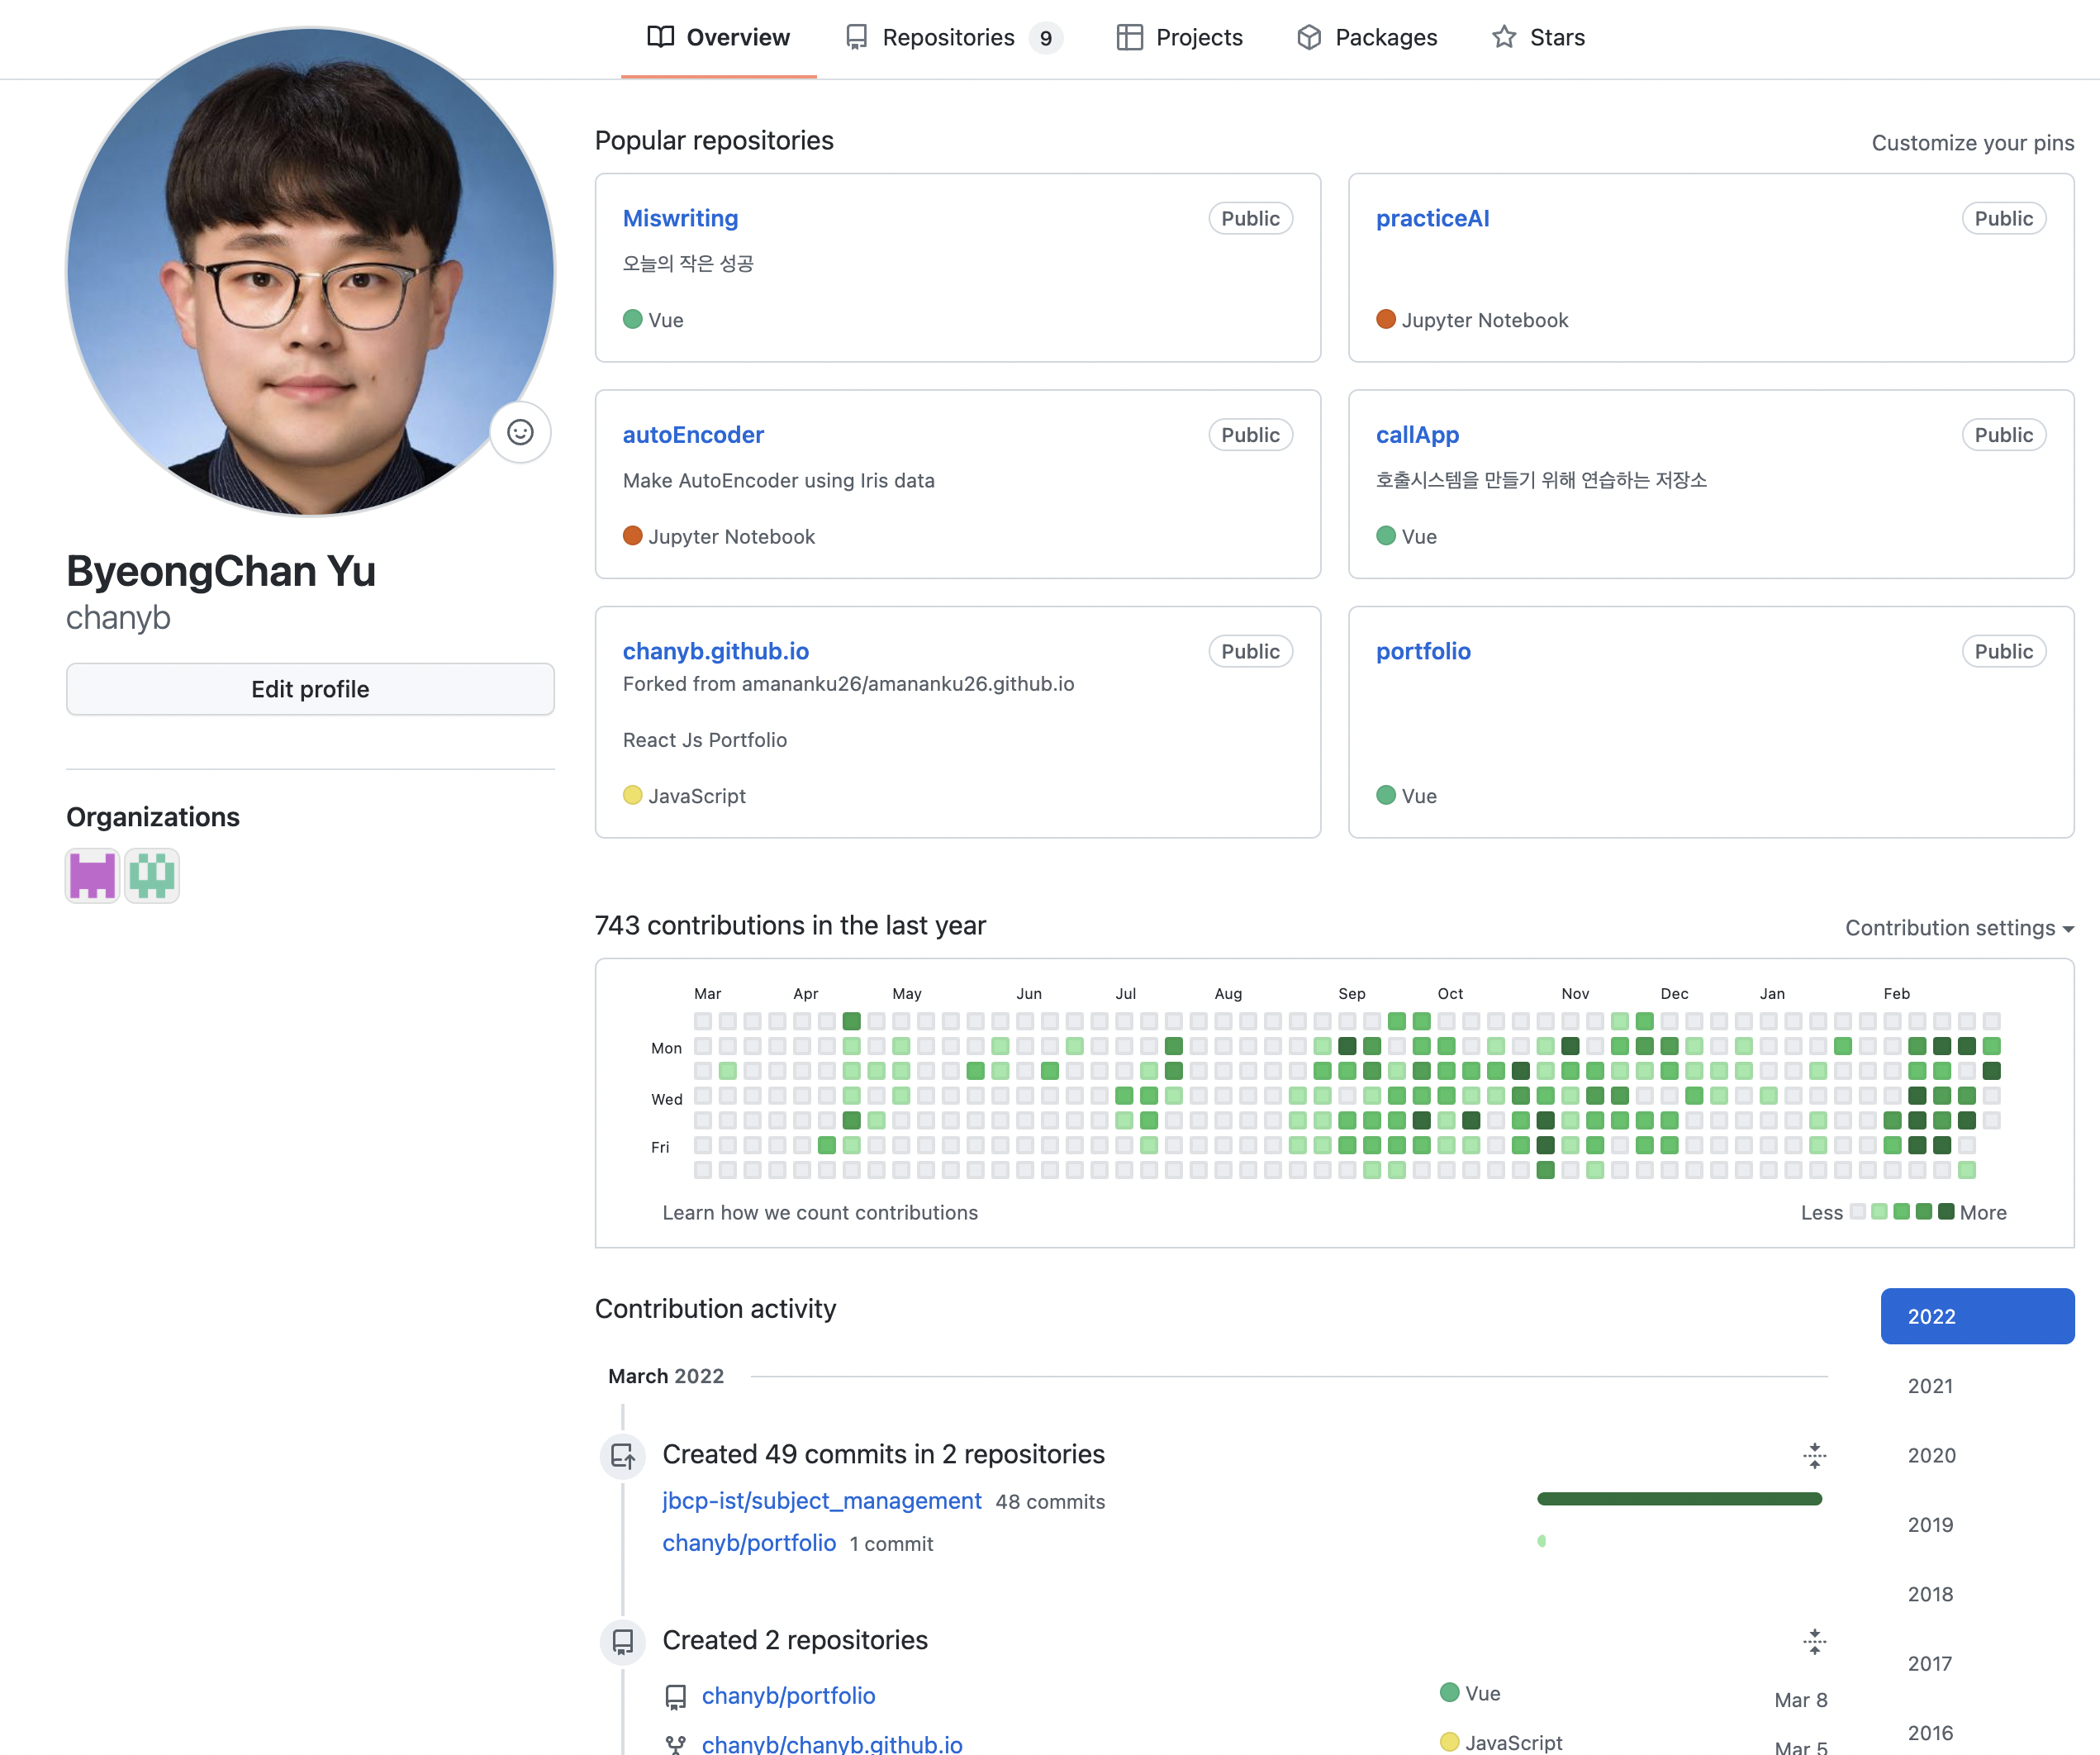 Overview
Repositories 9
Projects
Packages
Stars
ByeongChan Yu
chanyb
Edit profile
Organizations
Popular repositories
Customize your pins
Miswriting Public
오늘의 작은 성공
Vue
practiceAI Public
Jupyter Notebook
autoEncoder Public
Make AutoEncoder using Iris data
Jupyter Notebook
callApp Public
호출시스템을 만들기 위해 연습하는 저장소
Vue
chanyb.github.io Public
Forked from amananku26/amananku26.github.io
React Js Portfolio
JavaScript
portfolio Public
Vue
743 contributions in the last year
Contribution settings
Mar Apr May Jun Jul Aug Sep Oct Nov Dec Jan Feb
Mon
Wed
Fri
Learn how we count contributions
Less More
Contribution activity
March 2022
Created 49 commits in 2 repositories
jbcp-ist/subject_management 48 commits
chanyb/portfolio 1 commit
Created 2 repositories
chanyb/portfolio Vue Mar 8
chanyb/chanyb.github.io JavaScript Mar 5
2022
2021
2020
2019
2018
2017
2016